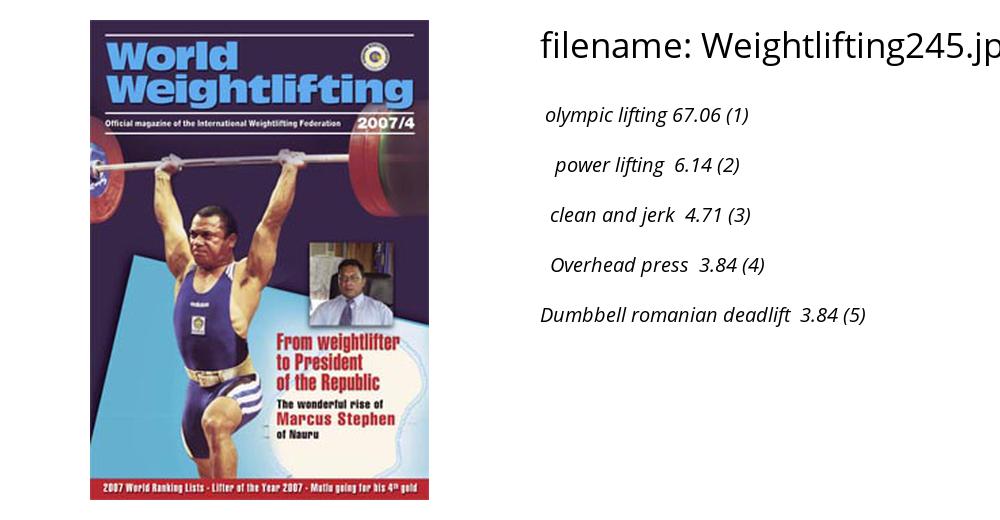 World
Weightlifting
Official magazine of the International Weightlifting Federation 2007/4
From weightlifter
to President
of the Republic
The wonderful rise of
Marcus Stephen
of Nauru
2007 World Ranking Lists - Lifter of the Year 2007 - Mutlu going for his 4th gold
filename: Weightlifting245.jp
olympic lifting 67.06 (1)
power lifting 6.14 (2)
clean and jerk 4.71 (3)
Overhead press 3.84 (4)
Dumbbell romanian deadlift 3.84 (5)